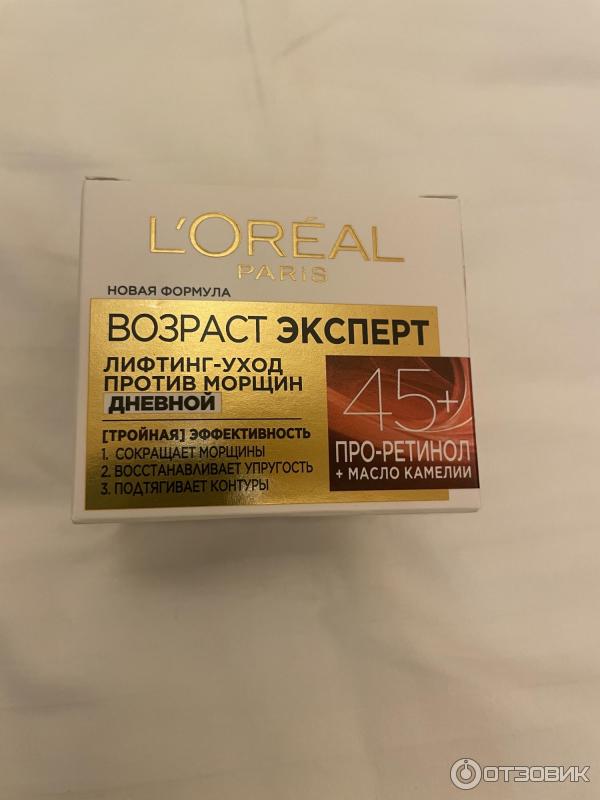 L'ORÉAL
PARIS
НОВАЯ ФОРМУЛА
ВОЗРАСТ ЭКСПЕРТ
ЛИФТИНГ-УХОД
ПРОТИВ МОРЩИН
ДНЕВНОЙ
[ТРОЙНАЯ] ЭФФЕКТИВНОСТЬ
1. СОКРАЩАЕТ МОРЩИНЫ
2. ВОССТАНАВЛИВАЕТ УПРУГОСТЬ
3. ПОДТЯГИВАЕТ КОНТУРЫ
45+
ПРО-РЕТИНОЛ
+ МАСЛО КАМЕЛИИ
ОТЗОВИК